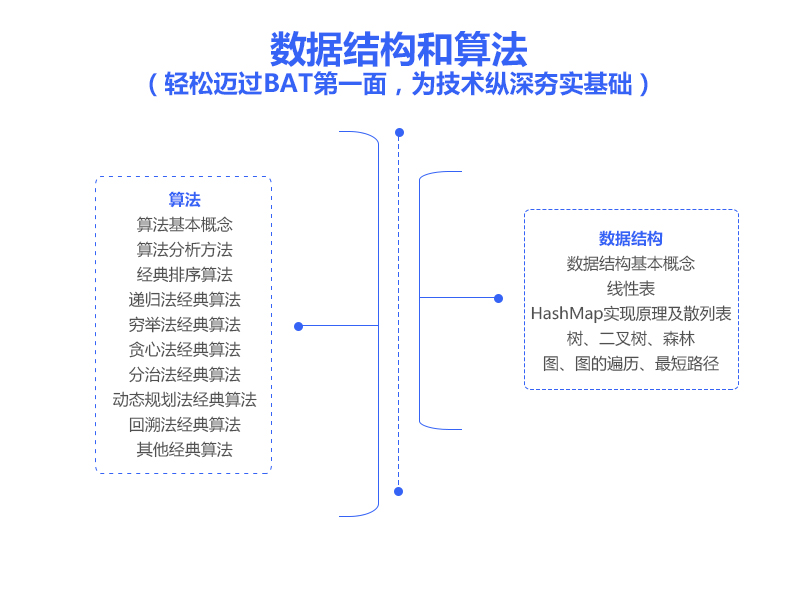 数据结构和算法
（轻松迈过BAT第一面，为技术纵深夯实基础）
算法
算法基本概念
算法分析方法
经典排序算法
递归法经典算法
穷举法经典算法
贪心法经典算法
分治法经典算法
动态规划法经典算法
回溯法经典算法
其他经典算法
数据结构
数据结构基本概念
线性表
HashMap实现原理及散列表
树、二叉树、森林
图、图的遍历、最短路径